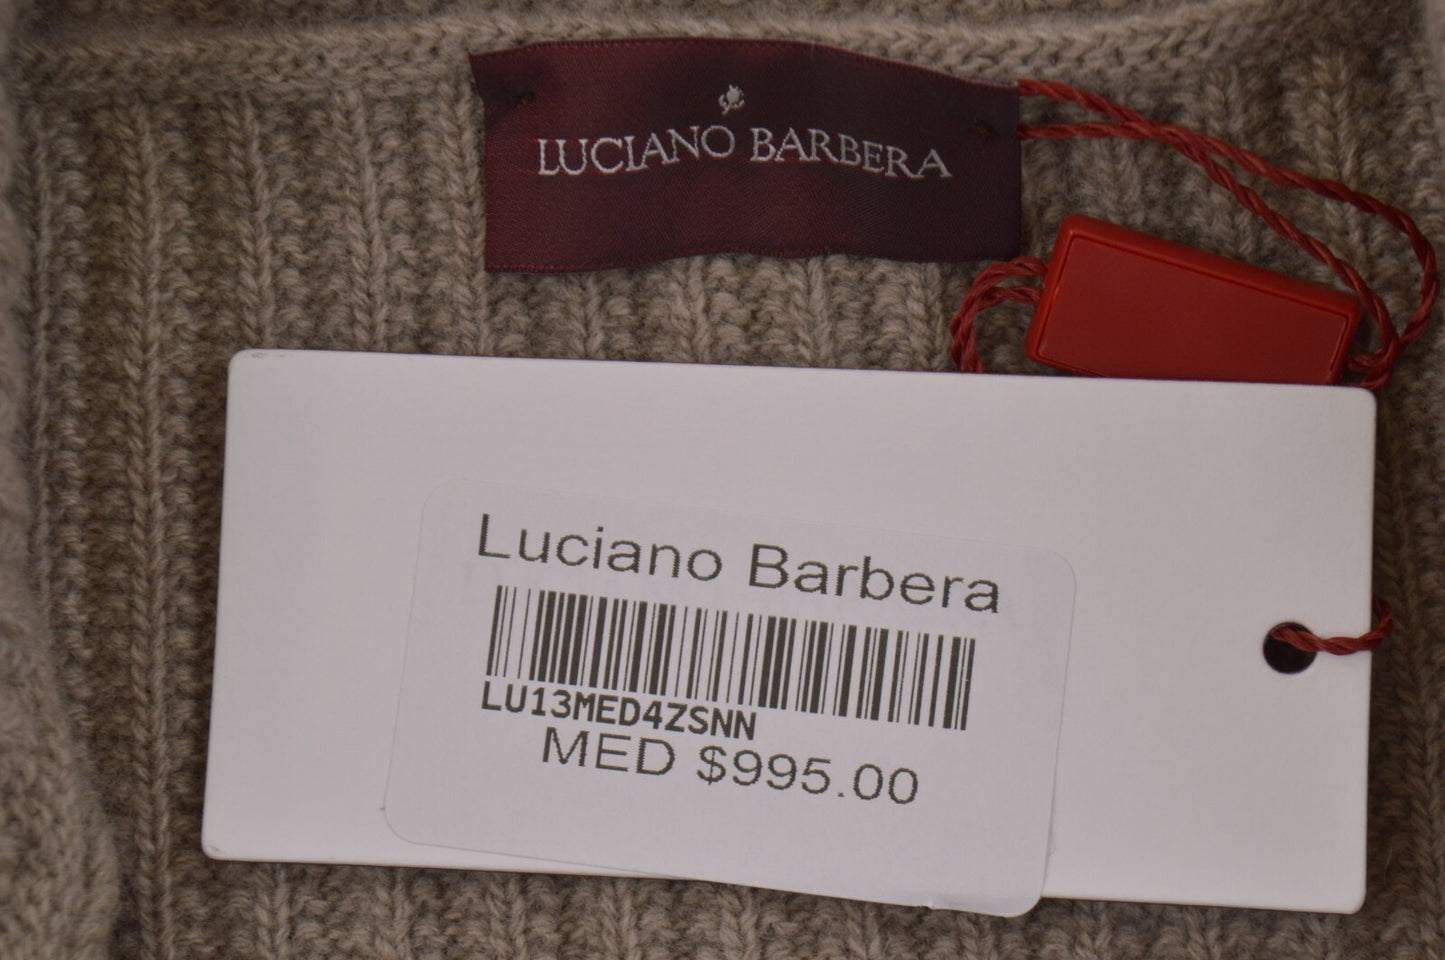 LUCIANO BARBERA
Luciano Barbera
LU13MED4ZSNN
MED $995.00